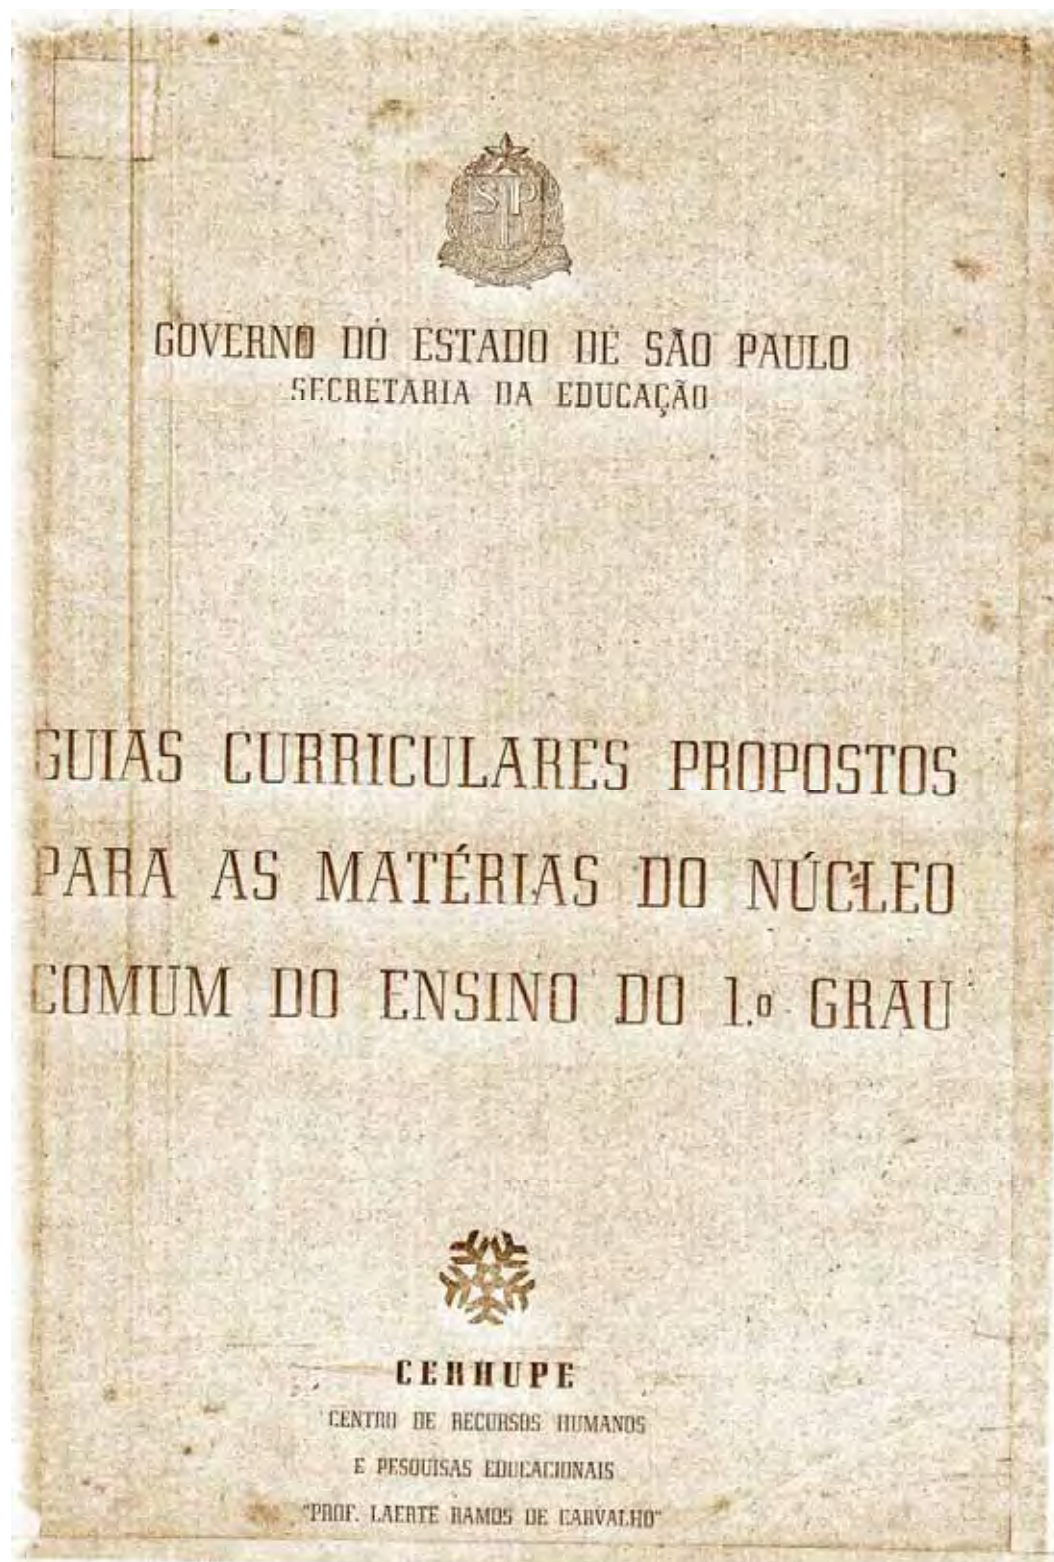 SP
GOVERNO DO ESTADO DE SÃO PAULO
SECRETARIA DA EDUCAÇÃO
GUIAS CURRICULARES PROPOSTOS
PARA AS MATÉRIAS DO NÚCLEO
COMUM DO ENSINO DO 1.º GRAU
CERHUPE
CENTRO DE RECURSOS HUMANOS
E PESQUISAS EDUCACIONAIS
"PROF. LAERTE RAMOS DE CARVALHO"